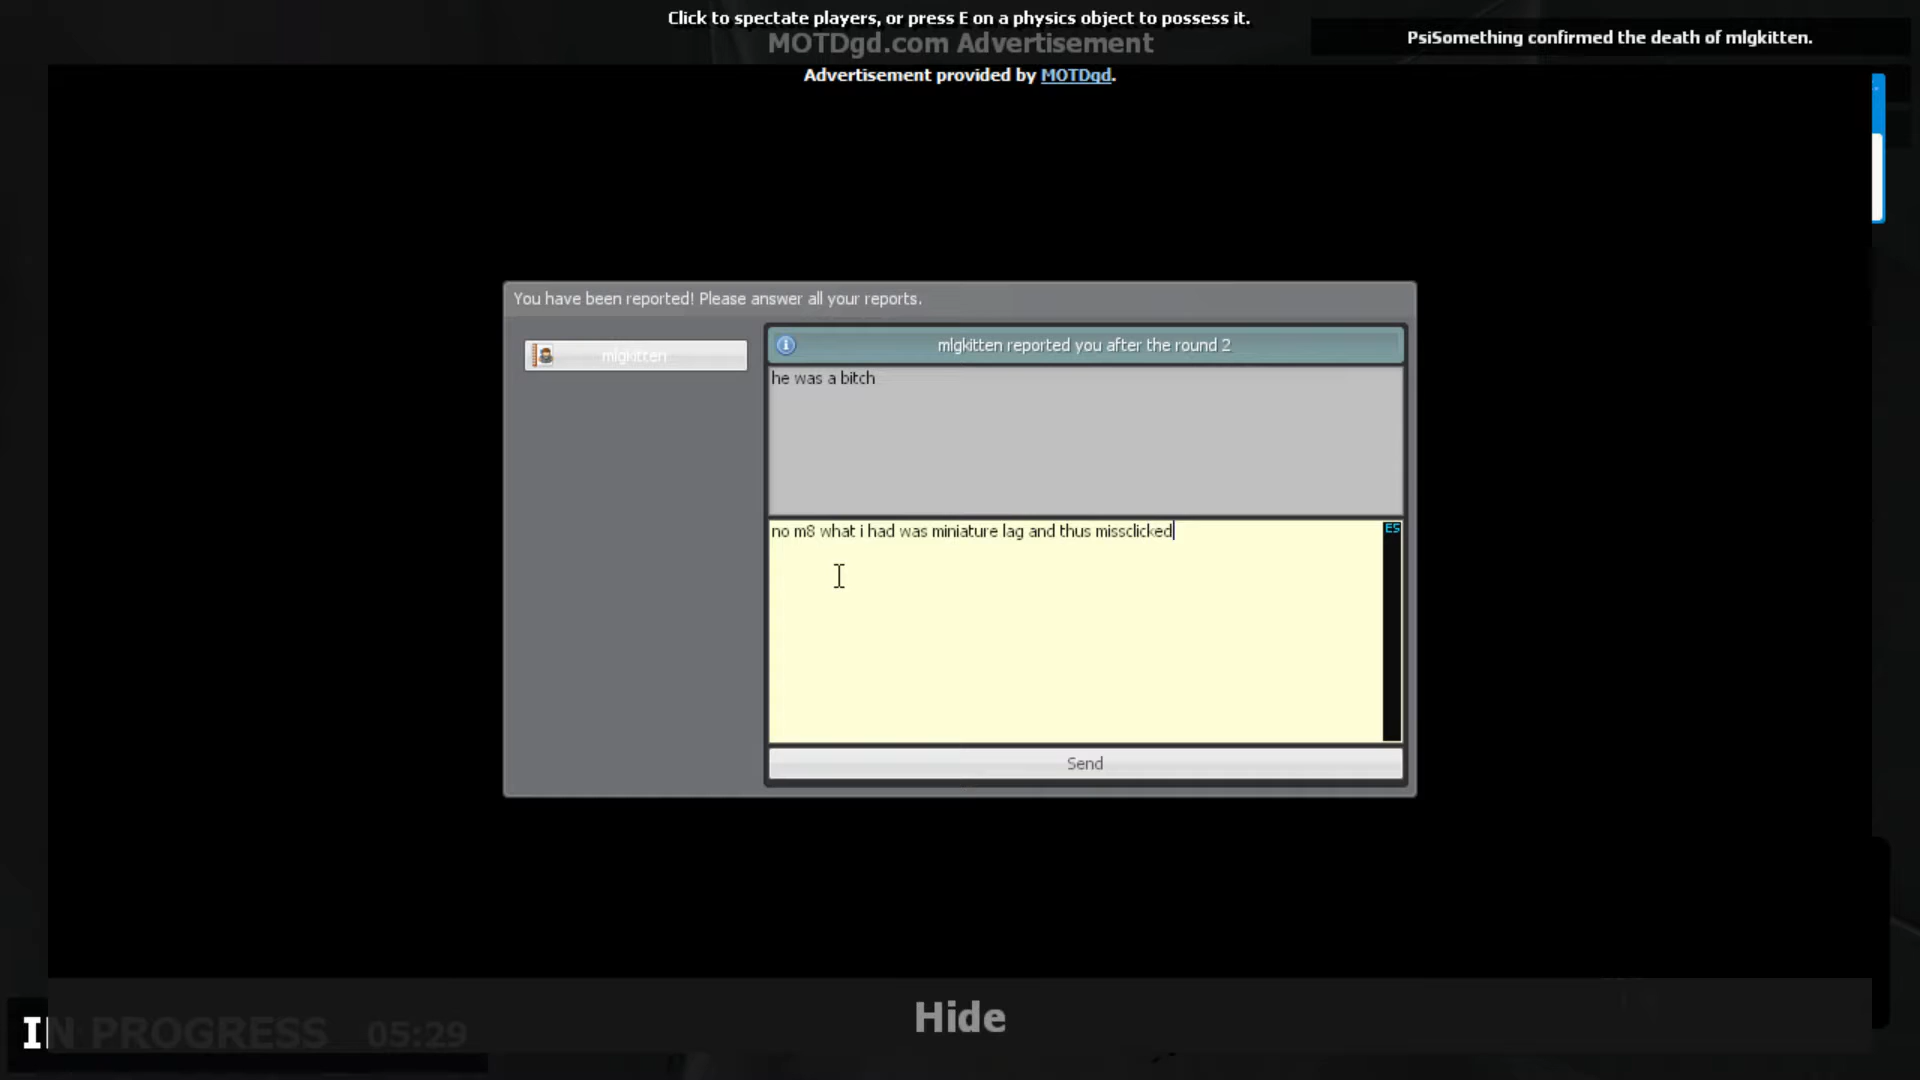 Click to spectate players, or press E on a physics object to possess it.
MOTDgd.com Advertisement
PsiSomething confirmed the death of mlgkitten.
Advertisement provided by MOTDgd.
You have been reported! Please answer all your reports.
mlgkitten
mlgkitten reported you after the round 2
he was a bitch
no m8 what i had was miniature lag and thus missclicked
ES
Send
Hide
IN PROGRESS 05:29